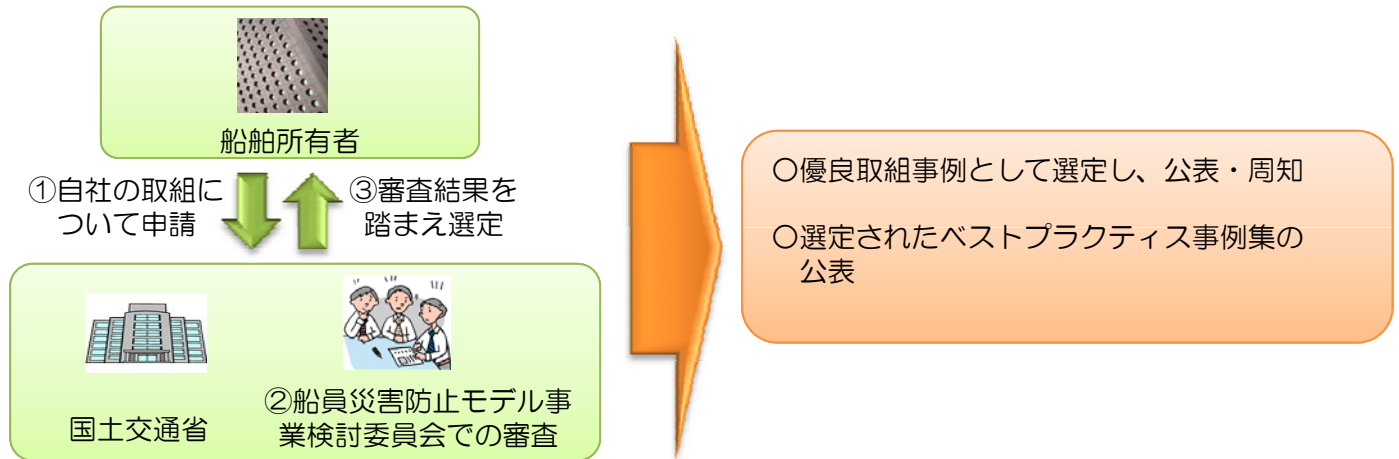 船舶所有者
①自社の取組に
ついて申請
③審査結果を
踏まえ選定
国土交通省
②船員災害防止モデル事
業検討委員会での審査
〇優良取組事例として選定し、公表・周知
〇選定されたベストプラクティス事例集の
公表